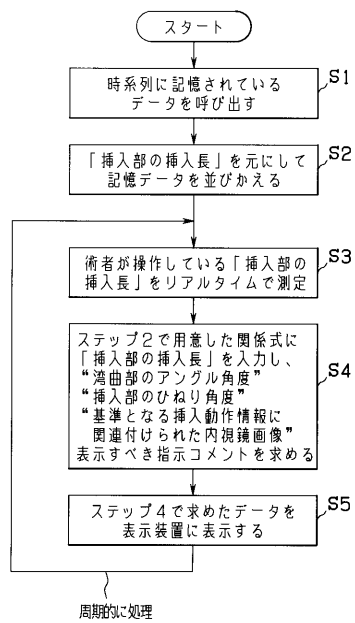 スタート
S1
時系列に記憶されている
データを呼び出す
S2
「挿入部の挿入長」を元にして
記憶データを並びかえる
S3
術者が操作している「挿入部の
挿入長」をリアルタイムで測定
S4
ステップ2で用意した関係式に
「挿入部の挿入長」を入力し、
“湾曲部のアングル角度”
“挿入部のひねり角度”
“基準となる挿入動作情報に
関連付けられた内視鏡画像”
表示すべき指示コメントを求める
S5
ステップ4で求めたデータを
表示装置に表示する
周期的に処理